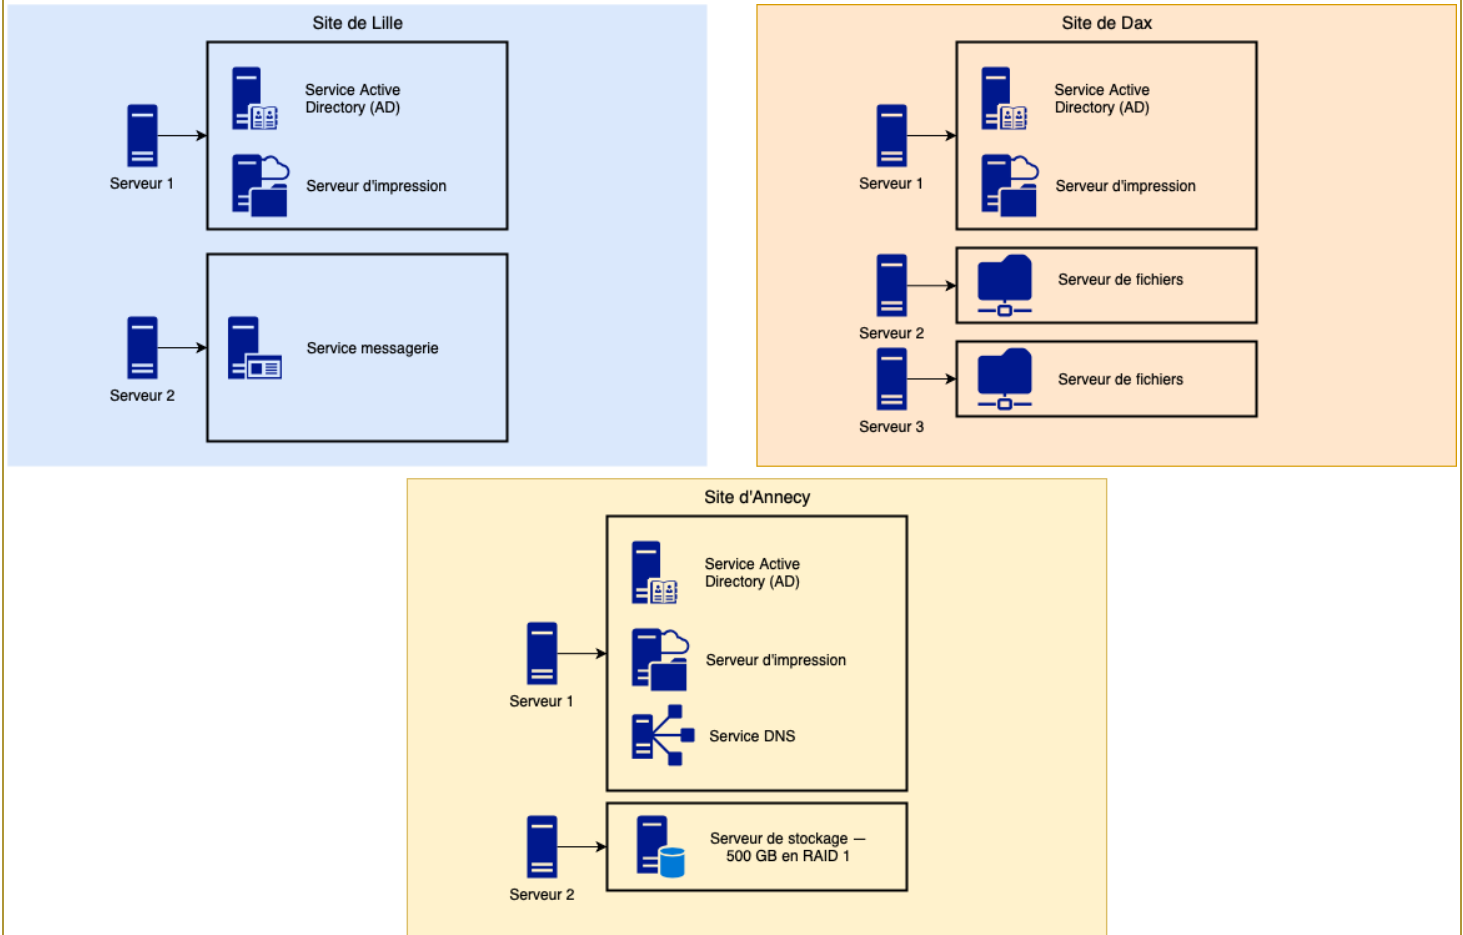 Site de Lille
Service Active
Directory (AD)
Serveur 1
Serveur d'impression
Service messagerie
Serveur 2
Site de Dax
Service Active
Directory (AD)
Serveur 1
Serveur d'impression
Serveur de fichiers
Serveur 2
Serveur de fichiers
Serveur 3
Site d'Annecy
Service Active
Directory (AD)
Serveur d'impression
Serveur 1
Service DNS
Serveur de stockage —
500 GB en RAID 1
Serveur 2